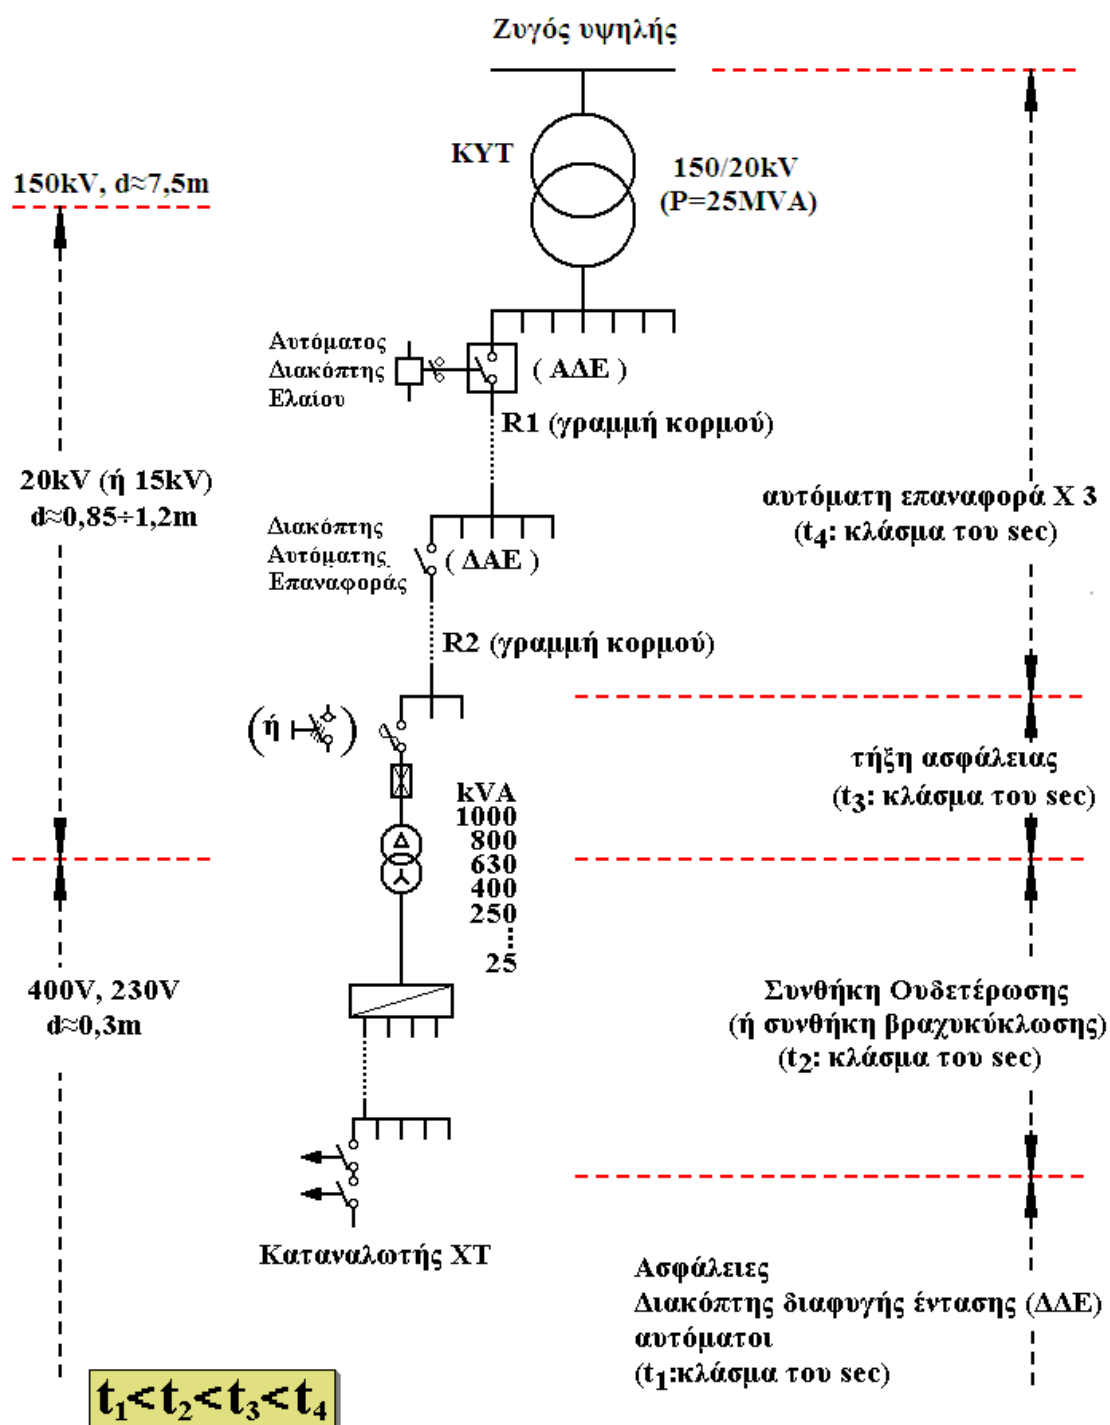 Ζυγός υψηλής
ΚΥΤ
150/20kV
(P=25MVA)
150kV, d≈7,5m
Αυτόματος
Διακόπτης
Ελαίου
( ΑΔΕ )
R1 (γραμμή κορμού)
20kV (ή 15kV)
d≈0,85÷1,2m
αυτόματη επαναφορά Χ 3
(t4: κλάσμα του sec)
Διακόπτης
Αυτόματης
Επαναφοράς
( ΔΑΕ )
R2 (γραμμή κορμού)
(ή )
τήξη ασφάλειας
(t3: κλάσμα του sec)
kVA
1000
800
630
400
250
25
Δ
400V, 230V
d≈0,3m
Συνθήκη Ουδετέρωσης
(ή συνθήκη βραχυκύκλωσης)
(t2: κλάσμα του sec)
Καταναλωτής ΧΤ
Ασφάλειες
Διακόπτης διαφυγής έντασης (ΔΔΕ)
αυτόματοι
(t1:κλάσμα του sec)
t1<t2<t3<t4